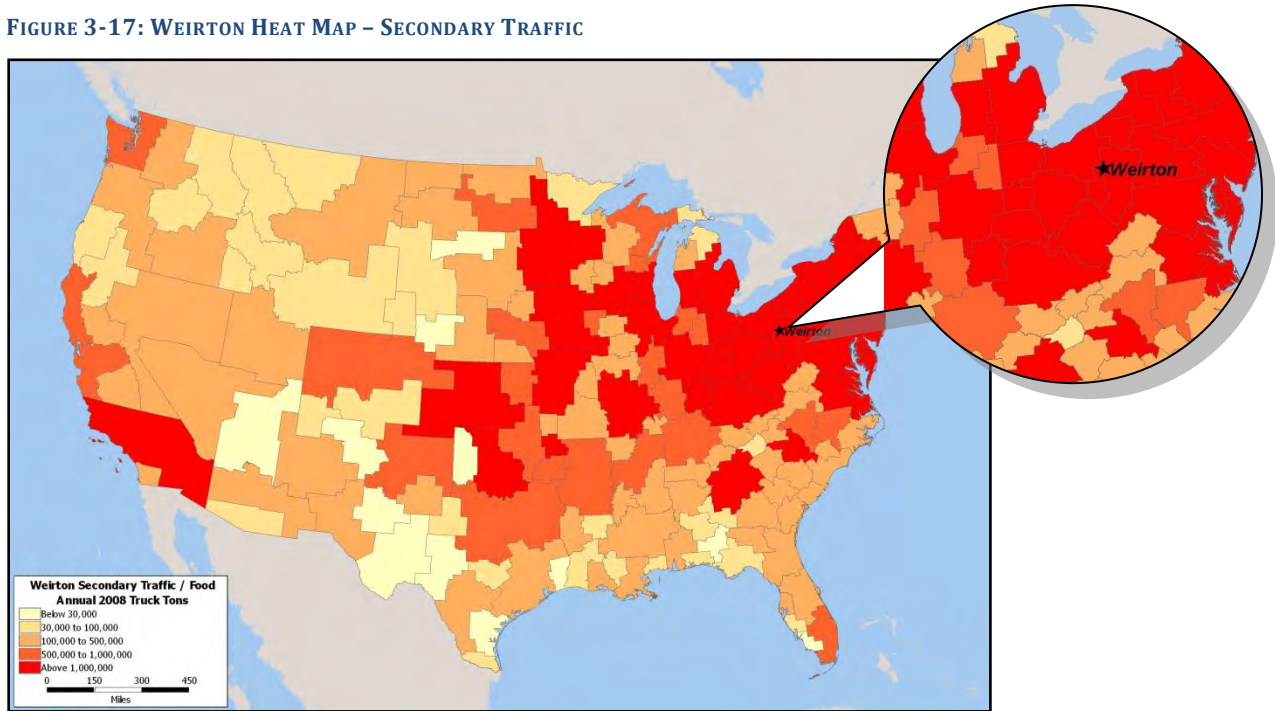 FIGURE 3-17: WEIRTON HEAT MAP – SECONDARY TRAFFIC
Weirton
Weirton
Weirton Secondary Traffic / Food
Annual 2008 Truck Tons
Below 30,000
30,000 to 100,000
100,000 to 500,000
500,000 to 1,000,000
Above 1,000,000
0 150 300 450
Miles